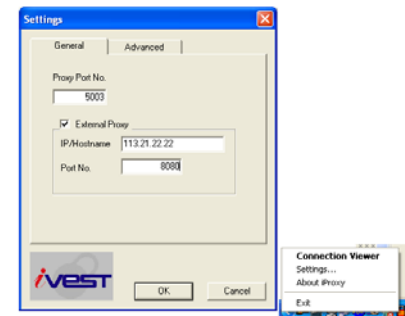 Settings
General
Advanced
Proxy Port No.
5003
External Proxy
IP/Hostname
113.21.22.22
Port No.
8080
ivest
OK
Cancel
Connection Viewer
Settings...
About iProxy
Exit